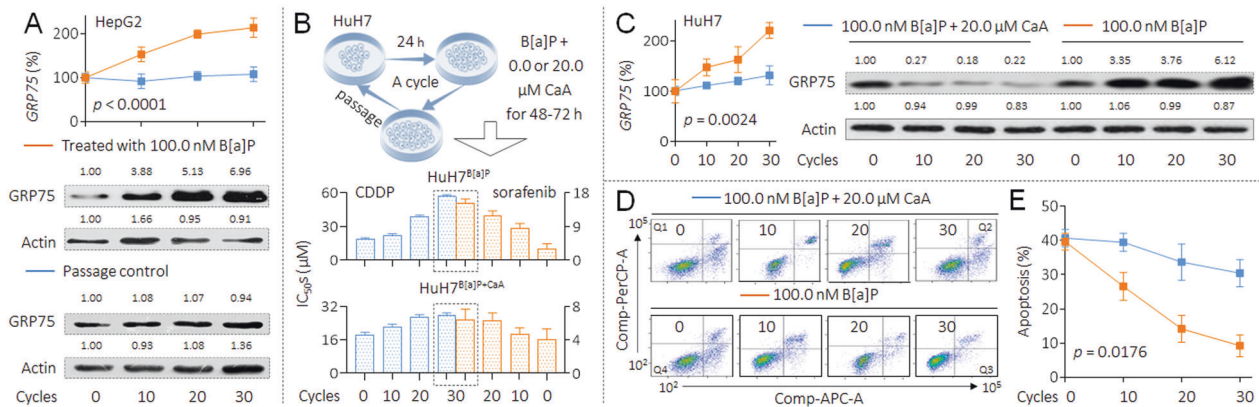 A
HepG2
GRP75 (%)
200
100
0
p < 0.0001
0 10 20 30
Treated with 100.0 nM B[a]P
1.00 3.88 5.13 6.96
GRP75
1.00 1.66 0.95 0.91
Actin
Passage control
1.00 1.08 1.07 0.94
GRP75
1.00 0.93 1.08 1.36
Actin
Cycles 0 10 20 30
B
HuH7
24 h
A cycle
passage
B[a]P +
0.0 or 20.0
μM CaA
for 48-72 h
HuH7B[a]P
CDDP sorafenib
60 18
40 9
20
0 0
IC50S (μM)
HuH7B[a]P+CaA
48 8
32
16 4
0 0
Cycles 0 10 20 30 20 10 0
C
HuH7
GRP75 (%)
200
100
0
p = 0.0024
Cycles 0 10 20 30
100.0 nM B[a]P + 20.0 μM CaA 100.0 nM B[a]P
1.00 0.27 0.18 0.22 1.00 3.35 3.76 6.12
GRP75
1.00 0.94 0.99 0.83 1.00 1.06 0.99 0.87
Actin
Cycles 0 10 20 30 0 10 20 30
D
100.0 nM B[a]P + 20.0 μM CaA
10⁵
Q1 0 10 20 30 Q2
Comp-PerCP-A
100.0 nM B[a]P
0 10 20 30
10²
Q4 Q3
10² 10⁵
Comp-APC-A
E
Apoptosis (%)
50
40
30
20
10
0
p = 0.0176
Cycles 0 10 20 30